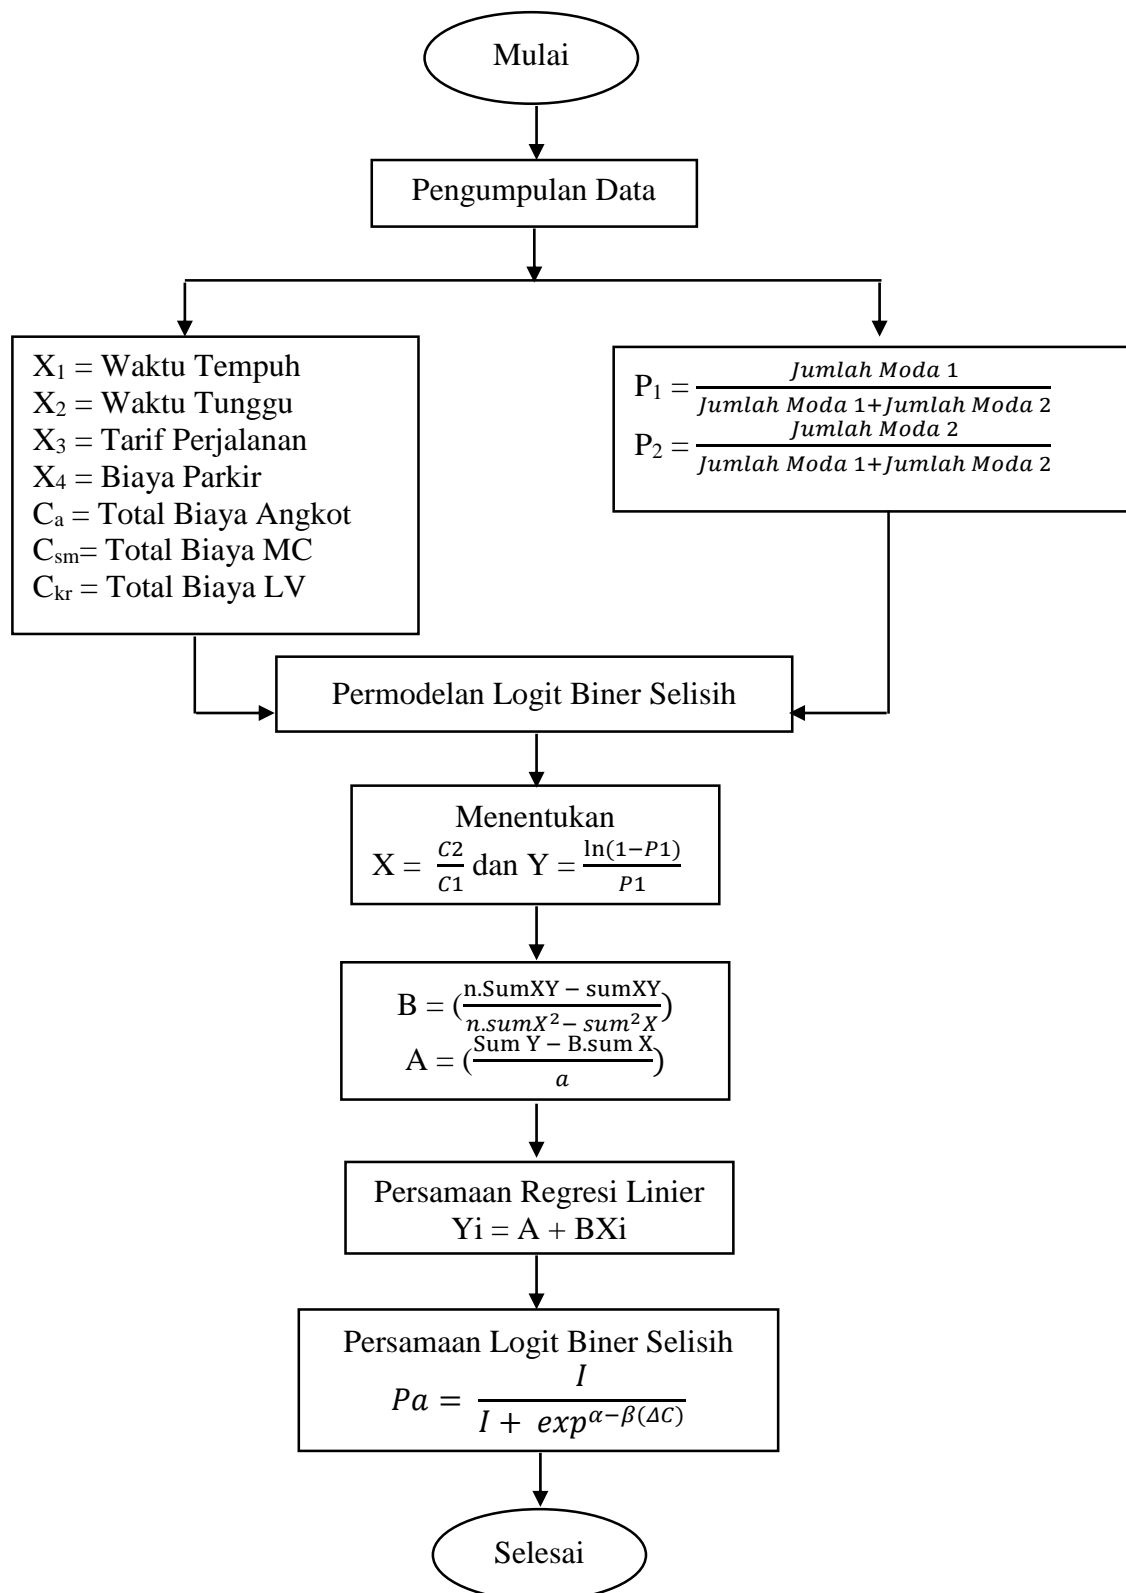 Mulai
Pengumpulan Data
X₁ = Waktu Tempuh
X₂ = Waktu Tunggu
X₃ = Tarif Perjalanan
X₄ = Biaya Parkir
Cₐ = Total Biaya Angkot
Cₛₘ= Total Biaya MC
Cₖᵣ = Total Biaya LV
P₁ = Jumlah Moda 1 / Jumlah Moda 1+Jumlah Moda 2
P₂ = Jumlah Moda 2 / Jumlah Moda 1+Jumlah Moda 2
Permodelan Logit Biner Selisih
Menentukan
X = C2/C1 dan Y = ln(1−P1)/P1
B = (n.SumXY − sumXY / n.sumX² − sum²X)
A = (Sum Y − B.sum X / a)
Persamaan Regresi Linier
Yi = A + BXi
Persamaan Logit Biner Selisih
Pa = I / I + exp^α−β(ΔC)
Selesai